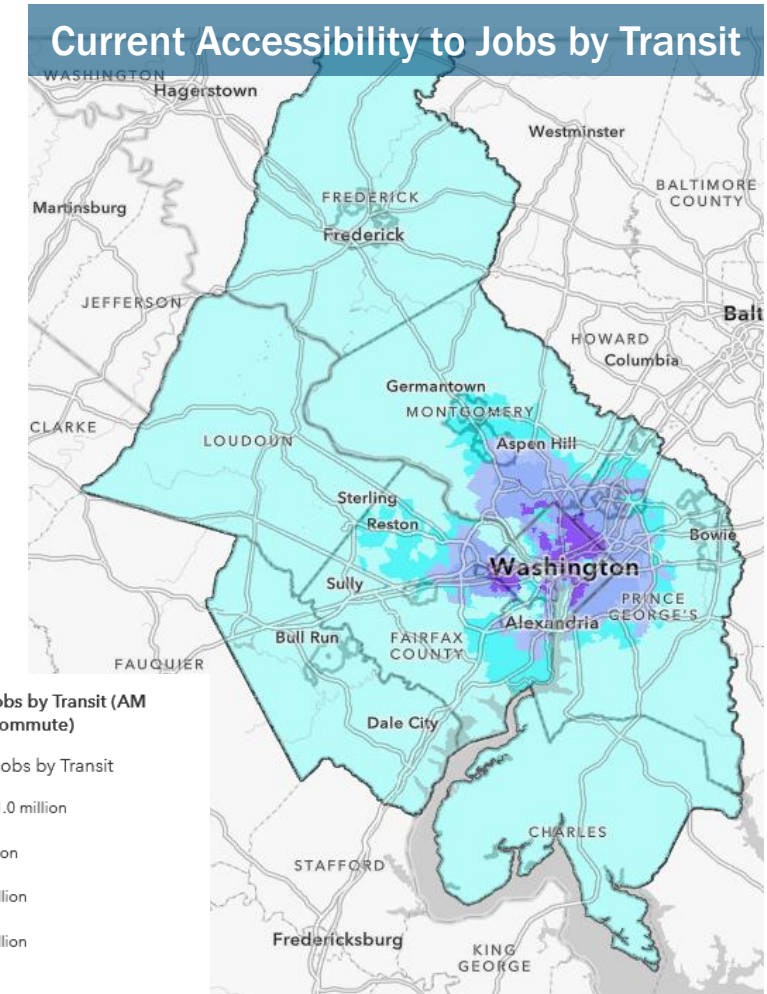 Current Accessibility to Jobs by Transit
WASHINGTON
Hagerstown
Westminster
BALTIMORE
COUNTY
FREDERICK
Martinsburg
Frederick
JEFFERSON
Balt
HOWARD
Columbia
Germantown
MONTGOMERY
CLARKE
LOUDOUN
Aspen Hill
Sterling
Reston
Bowie
Washington
Sully
PRINCE
GEORGE'S
Alexandria
Bull Run
FAIRFAX
COUNTY
FAUQUIER
obs by Transit (AM
ommute)
Dale City
obs by Transit
.0 million
on
llion
llion
CHARLES
STAFFORD
Fredericksburg
KING
GEORGE